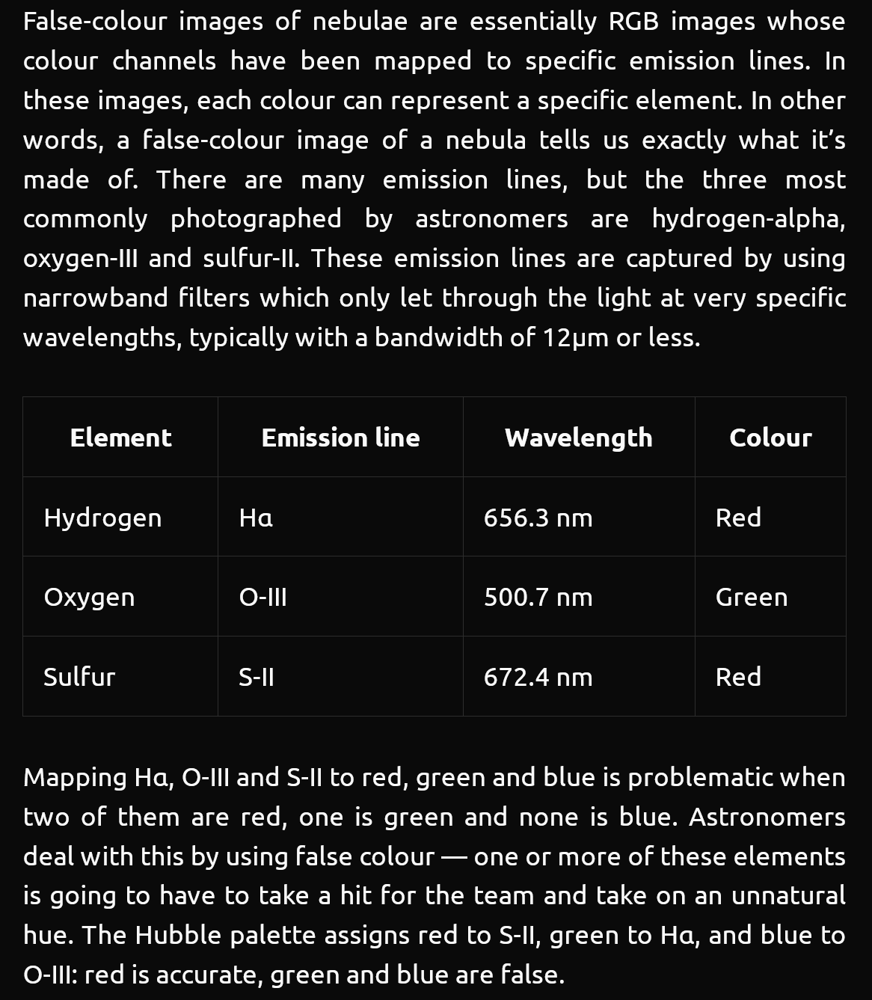 False-colour images of nebulae are essentially RGB images whose
colour channels have been mapped to specific emission lines. In
these images, each colour can represent a specific element. In other
words, a false-colour image of a nebula tells us exactly what it’s
made of. There are many emission lines, but the three most
commonly photographed by astronomers are hydrogen-alpha,
oxygen-III and sulfur-II. These emission lines are captured by using
narrowband filters which only let through the light at very specific
wavelengths, typically with a bandwidth of 12µm or less.
Element Emission line Wavelength Colour
Hydrogen Hα 656.3 nm Red
Oxygen O-III 500.7 nm Green
Sulfur S-II 672.4 nm Red
Mapping Hα, O-III and S-II to red, green and blue is problematic when
two of them are red, one is green and none is blue. Astronomers
deal with this by using false colour — one or more of these elements
is going to have to take a hit for the team and take on an unnatural
hue. The Hubble palette assigns red to S-II, green to Hα, and blue to
O-III: red is accurate, green and blue are false.